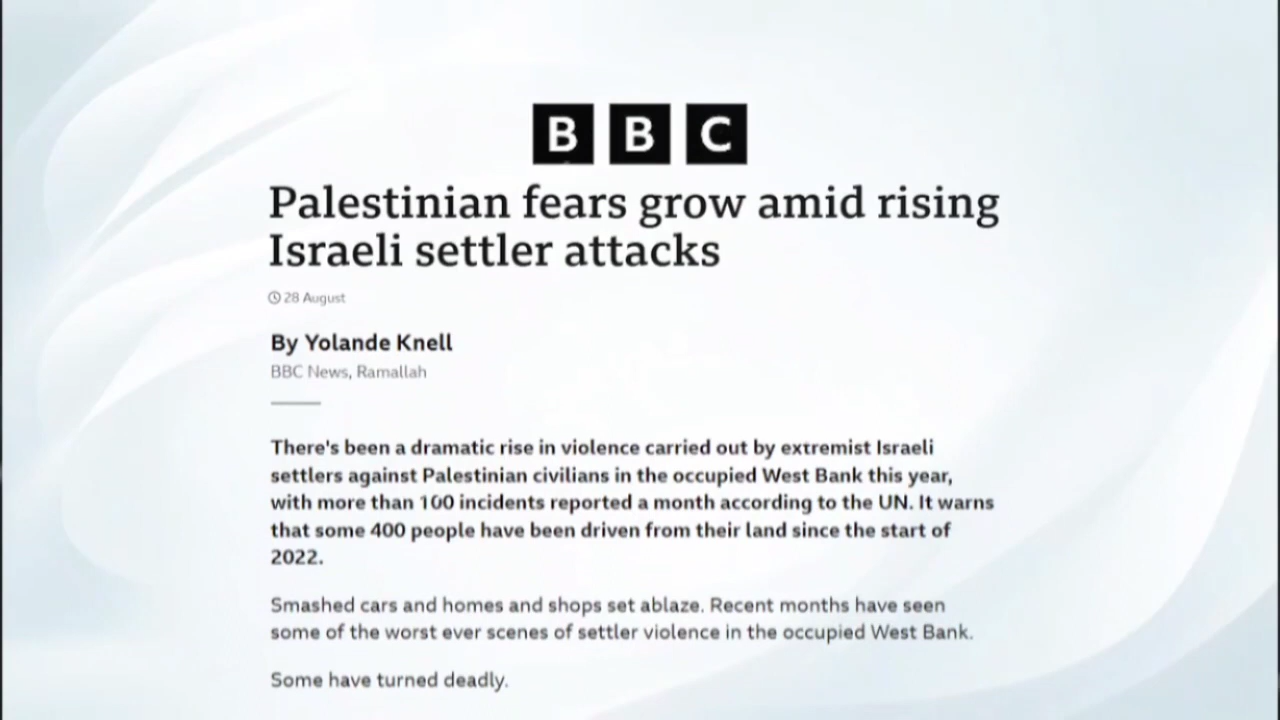 BBC
Palestinian fears grow amid rising
Israeli settler attacks
28 August
By Yolande Knell
BBC News, Ramallah
There's been a dramatic rise in violence carried out by extremist Israeli
settlers against Palestinian civilians in the occupied West Bank this year,
with more than 100 incidents reported a month according to the UN. It warns
that some 400 people have been driven from their land since the start of
2022.
Smashed cars and homes and shops set ablaze. Recent months have seen
some of the worst ever scenes of settler violence in the occupied West Bank.
Some have turned deadly.